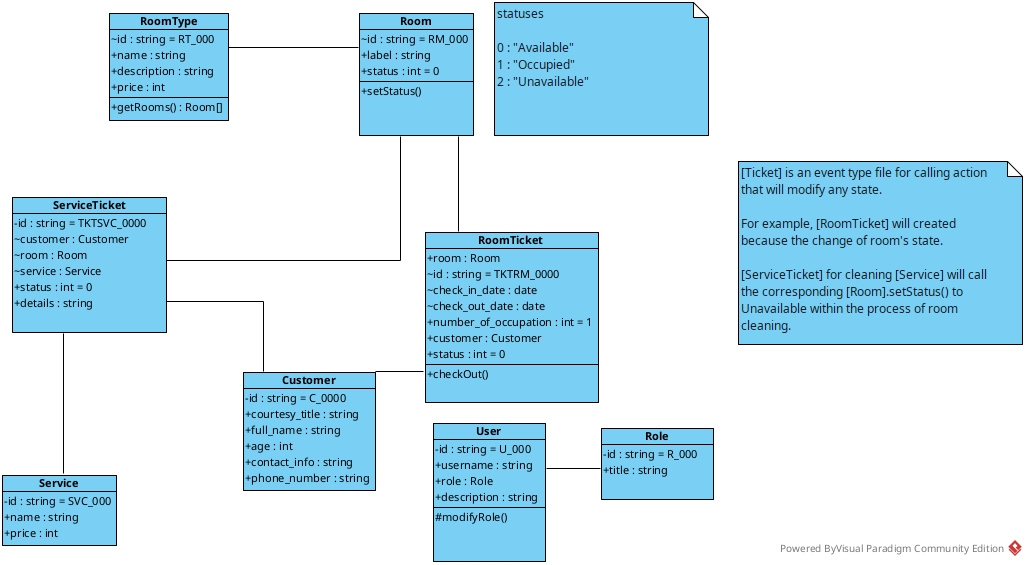 RoomType
~id : string = RT_000
+name : string
+description : string
+price : int
+getRooms() : Room[]
Room
~id : string = RM_000
+label : string
+status : int = 0
+setStatus()
statuses
0 : "Available"
1 : "Occupied"
2 : "Unavailable"
[Ticket] is an event type file for calling action
that will modify any state.
For example, [RoomTicket] will created
because the change of room's state.
[ServiceTicket] for cleaning [Service] will call
the corresponding [Room].setStatus() to
Unavailable within the process of room
cleaning.
ServiceTicket
-id : string = TKTSVC_0000
~customer : Customer
~room : Room
~service : Service
+status : int = 0
+details : string
RoomTicket
+room : Room
~id : string = TKTRM_0000
~check_in_date : date
~check_out_date : date
+number_of_occupation : int = 1
+customer : Customer
+status : int = 0
+checkOut()
Customer
-id : string = C_0000
+courtesy_title : string
+full_name : string
+age : int
+contact_info : string
+phone_number : string
User
-id : string = U_000
+username : string
+role : Role
+description : string
#modifyRole()
Role
-id : string = R_000
+title : string
Service
-id : string = SVC_000
+name : string
+price : int
Powered ByVisual Paradigm Community Edition